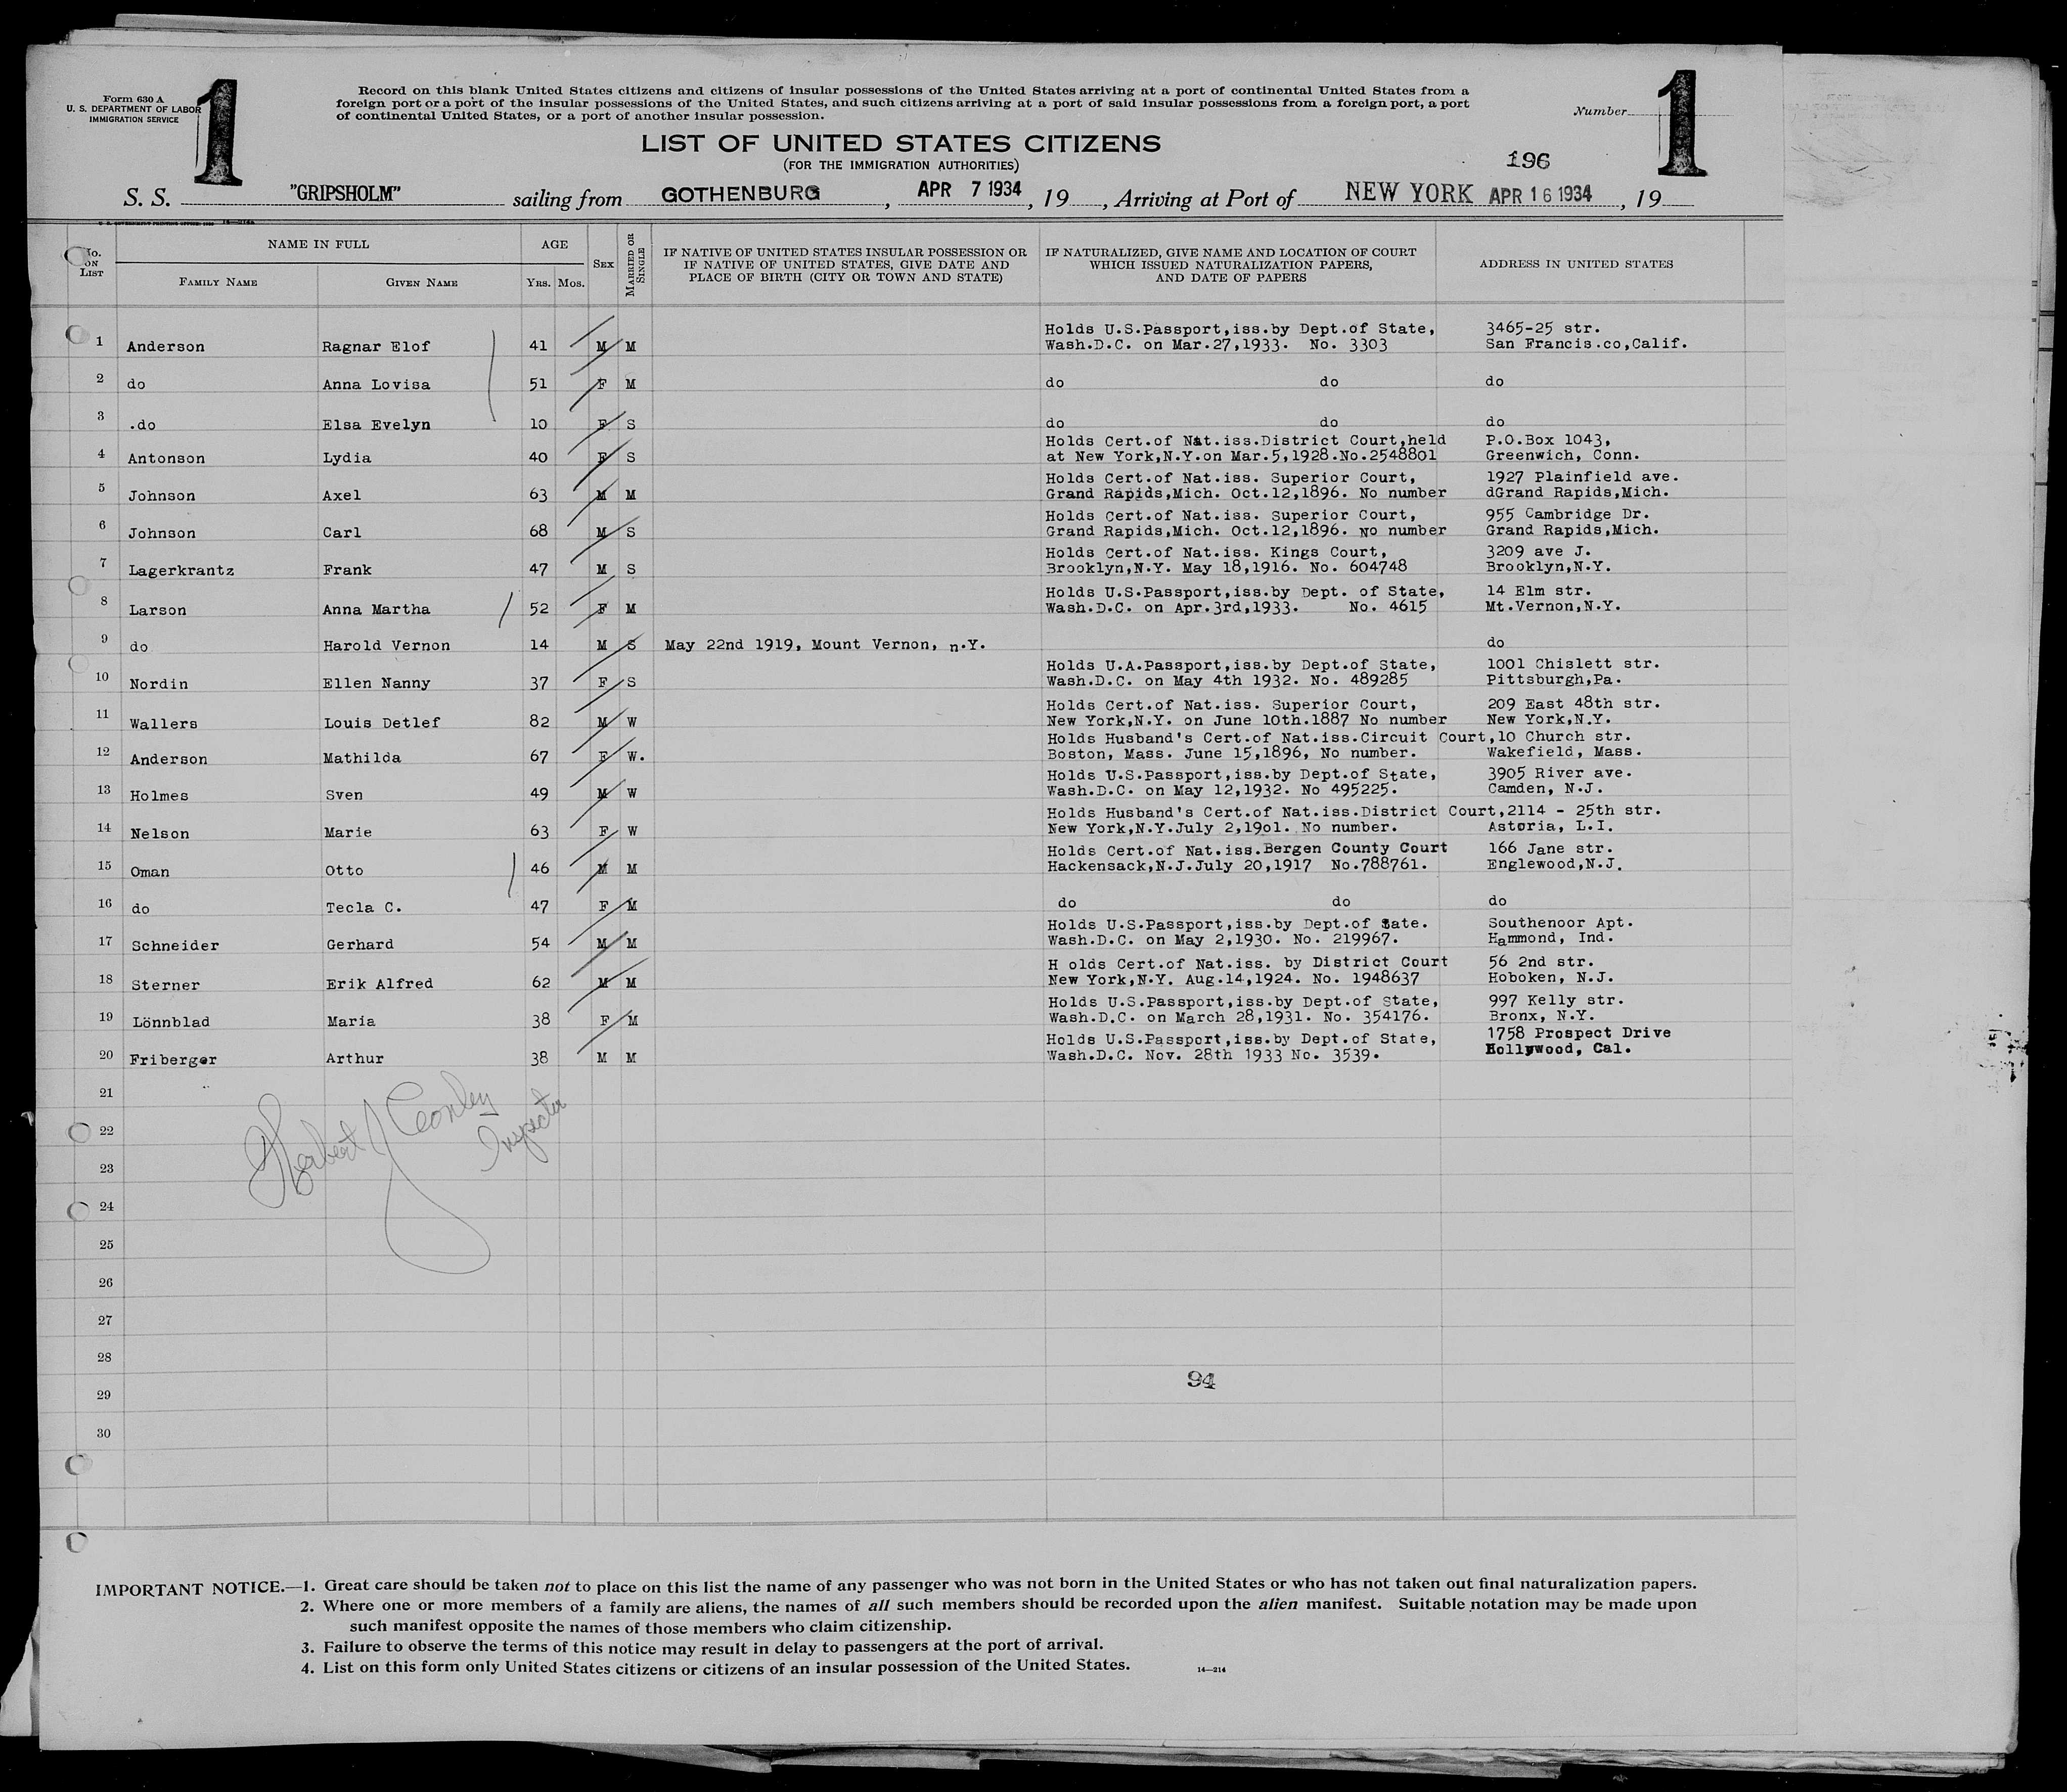 Form 630 A
U. S. DEPARTMENT OF LABOR
IMMIGRATION SERVICE
1
Record on this blank United States citizens and citizens of insular possessions of the United States arriving at a port of continental United States from a
foreign port or a port of the insular possessions of the United States, and such citizens arriving at a port of said insular possessions from a foreign port, a port
of continental United States, or a port of another insular possession.
Number
1
LIST OF UNITED STATES CITIZENS
(FOR THE IMMIGRATION AUTHORITIES)
196
S. S. "GRIPSHOLM" sailing from GOTHENBURG, APR 7 1934, 19 , Arriving at Port of NEW YORK APR 16 1934, 19
No. ON LIST
NAME IN FULL
FAMILY NAME
GIVEN NAME
AGE
YRS. MOS.
SEX
MARRIED OR SINGLE
IF NATIVE OF UNITED STATES INSULAR POSSESSION OR
IF NATIVE OF UNITED STATES, GIVE DATE AND
PLACE OF BIRTH (CITY OR TOWN AND STATE)
IF NATURALIZED, GIVE NAME AND LOCATION OF COURT
WHICH ISSUED NATURALIZATION PAPERS,
AND DATE OF PAPERS
ADDRESS IN UNITED STATES
Holds U.S.Passport,iss.by Dept.of State, 3465-25 str.
1 Anderson Ragnar Elof 41 M M Wash.D.C. on Mar.27,1933. No. 3303 San Francis.co,Calif.
2 do Anna Lovisa 51 F M do do do
3 .do Elsa Evelyn 10 F S do do do
Holds Cert.of Nat.iss.District Court,held P.O.Box 1043,
4 Antonson Lydia 40 F S at New York,N.Y.on Mar.5,1928.No.2548801 Greenwich, Conn.
Holds Cert.of Nat.iss. Superior Court, 1927 Plainfield ave.
5 Johnson Axel 63 M M Grand Rapids,Mich. Oct.12,1896. No number dGrand Rapids,Mich.
Holds Cert.of Nat.iss. Superior Court, 955 Cambridge Dr.
6 Johnson Carl 68 M S Grand Rapids,Mich. Oct.12,1896. No number Grand Rapids,Mich.
Holds Cert.of Nat.iss. Kings Court, 3209 ave J.
7 Lagerkrantz Frank 47 M S Brooklyn,N.Y. May 18,1916. No. 604748 Brooklyn,N.Y.
Holds U.S.Passport,iss.by Dept. of State, 14 Elm str.
8 Larson Anna Martha 52 F M Wash.D.C. on Apr.3rd,1933. No. 4615 Mt.Vernon,N.Y.
9 do Harold Vernon 14 M S May 22nd 1919, Mount Vernon, n.Y. do
Holds U.A.Passport,iss.by Dept.of State, 1001 Chislett str.
10 Nordin Ellen Nanny 37 F S Wash.D.C. on May 4th 1932. No. 489285 Pittsburgh,Pa.
Holds Cert.of Nat.iss. Superior Court, 209 East 48th str.
11 Wallers Louis Detlef 82 M W New York,N.Y. on June 10th.1887 No number New York,N.Y.
Holds Husband's Cert.of Nat.iss.Circuit Court,10 Church str.
12 Anderson Mathilda 67 F W. Boston, Mass. June 15,1896, No number. Wakefield, Mass.
Holds U.S.Passport,iss.by Dept.of State, 3905 River ave.
13 Holmes Sven 49 M W Wash.D.C. on May 12,1932. No 495225. Camden, N.J.
Holds Husband's Cert.of Nat.iss.District Court,2114 - 25th str.
14 Nelson Marie 63 F W New York,N.Y.July 2,19o1. No number. Astoria, L.I.
Holds Cert.of Nat.iss.Bergen County Court 166 Jane str.
15 Oman Otto 46 M M Hackensack,N.J.July 20,1917 No.788761. Englewood,N.J.
16 do Tecla C. 47 F M do do do
Holds U.S.Passport,iss.by Dept.of Sate. Southenoor Apt.
17 Schneider Gerhard 54 M M Wash.D.C. on May 2,1930. No. 219967. Hammond, Ind.
H olds Cert.of Nat.iss. by District Court 56 2nd str.
18 Sterner Erik Alfred 62 M M New York,N.Y. Aug.14,1924. No. 1948637 Hoboken, N.J.
Holds U.S.Passport,iss.by Dept.of State, 997 Kelly str.
19 Lönnblad Maria 38 F M Wash.D.C. on March 28,1931. No. 354176. Bronx, N.Y.
Holds U.S.Passport,iss.by Dept.of State, 1758 Prospect Drive
20 Friberger Arthur 38 M M Wash.D.C. Nov. 28th 1933 No. 3539. Hollywood, Cal.
21
22
Herbert J Conley
Inspector
23
24
25
26
27
28
94
29
30
IMPORTANT NOTICE.—1. Great care should be taken not to place on this list the name of any passenger who was not born in the United States or who has not taken out final naturalization papers.
2. Where one or more members of a family are aliens, the names of all such members should be recorded upon the alien manifest. Suitable notation may be made upon
such manifest opposite the names of those members who claim citizenship.
3. Failure to observe the terms of this notice may result in delay to passengers at the port of arrival.
4. List on this form only United States citizens or citizens of an insular possession of the United States.
14—214